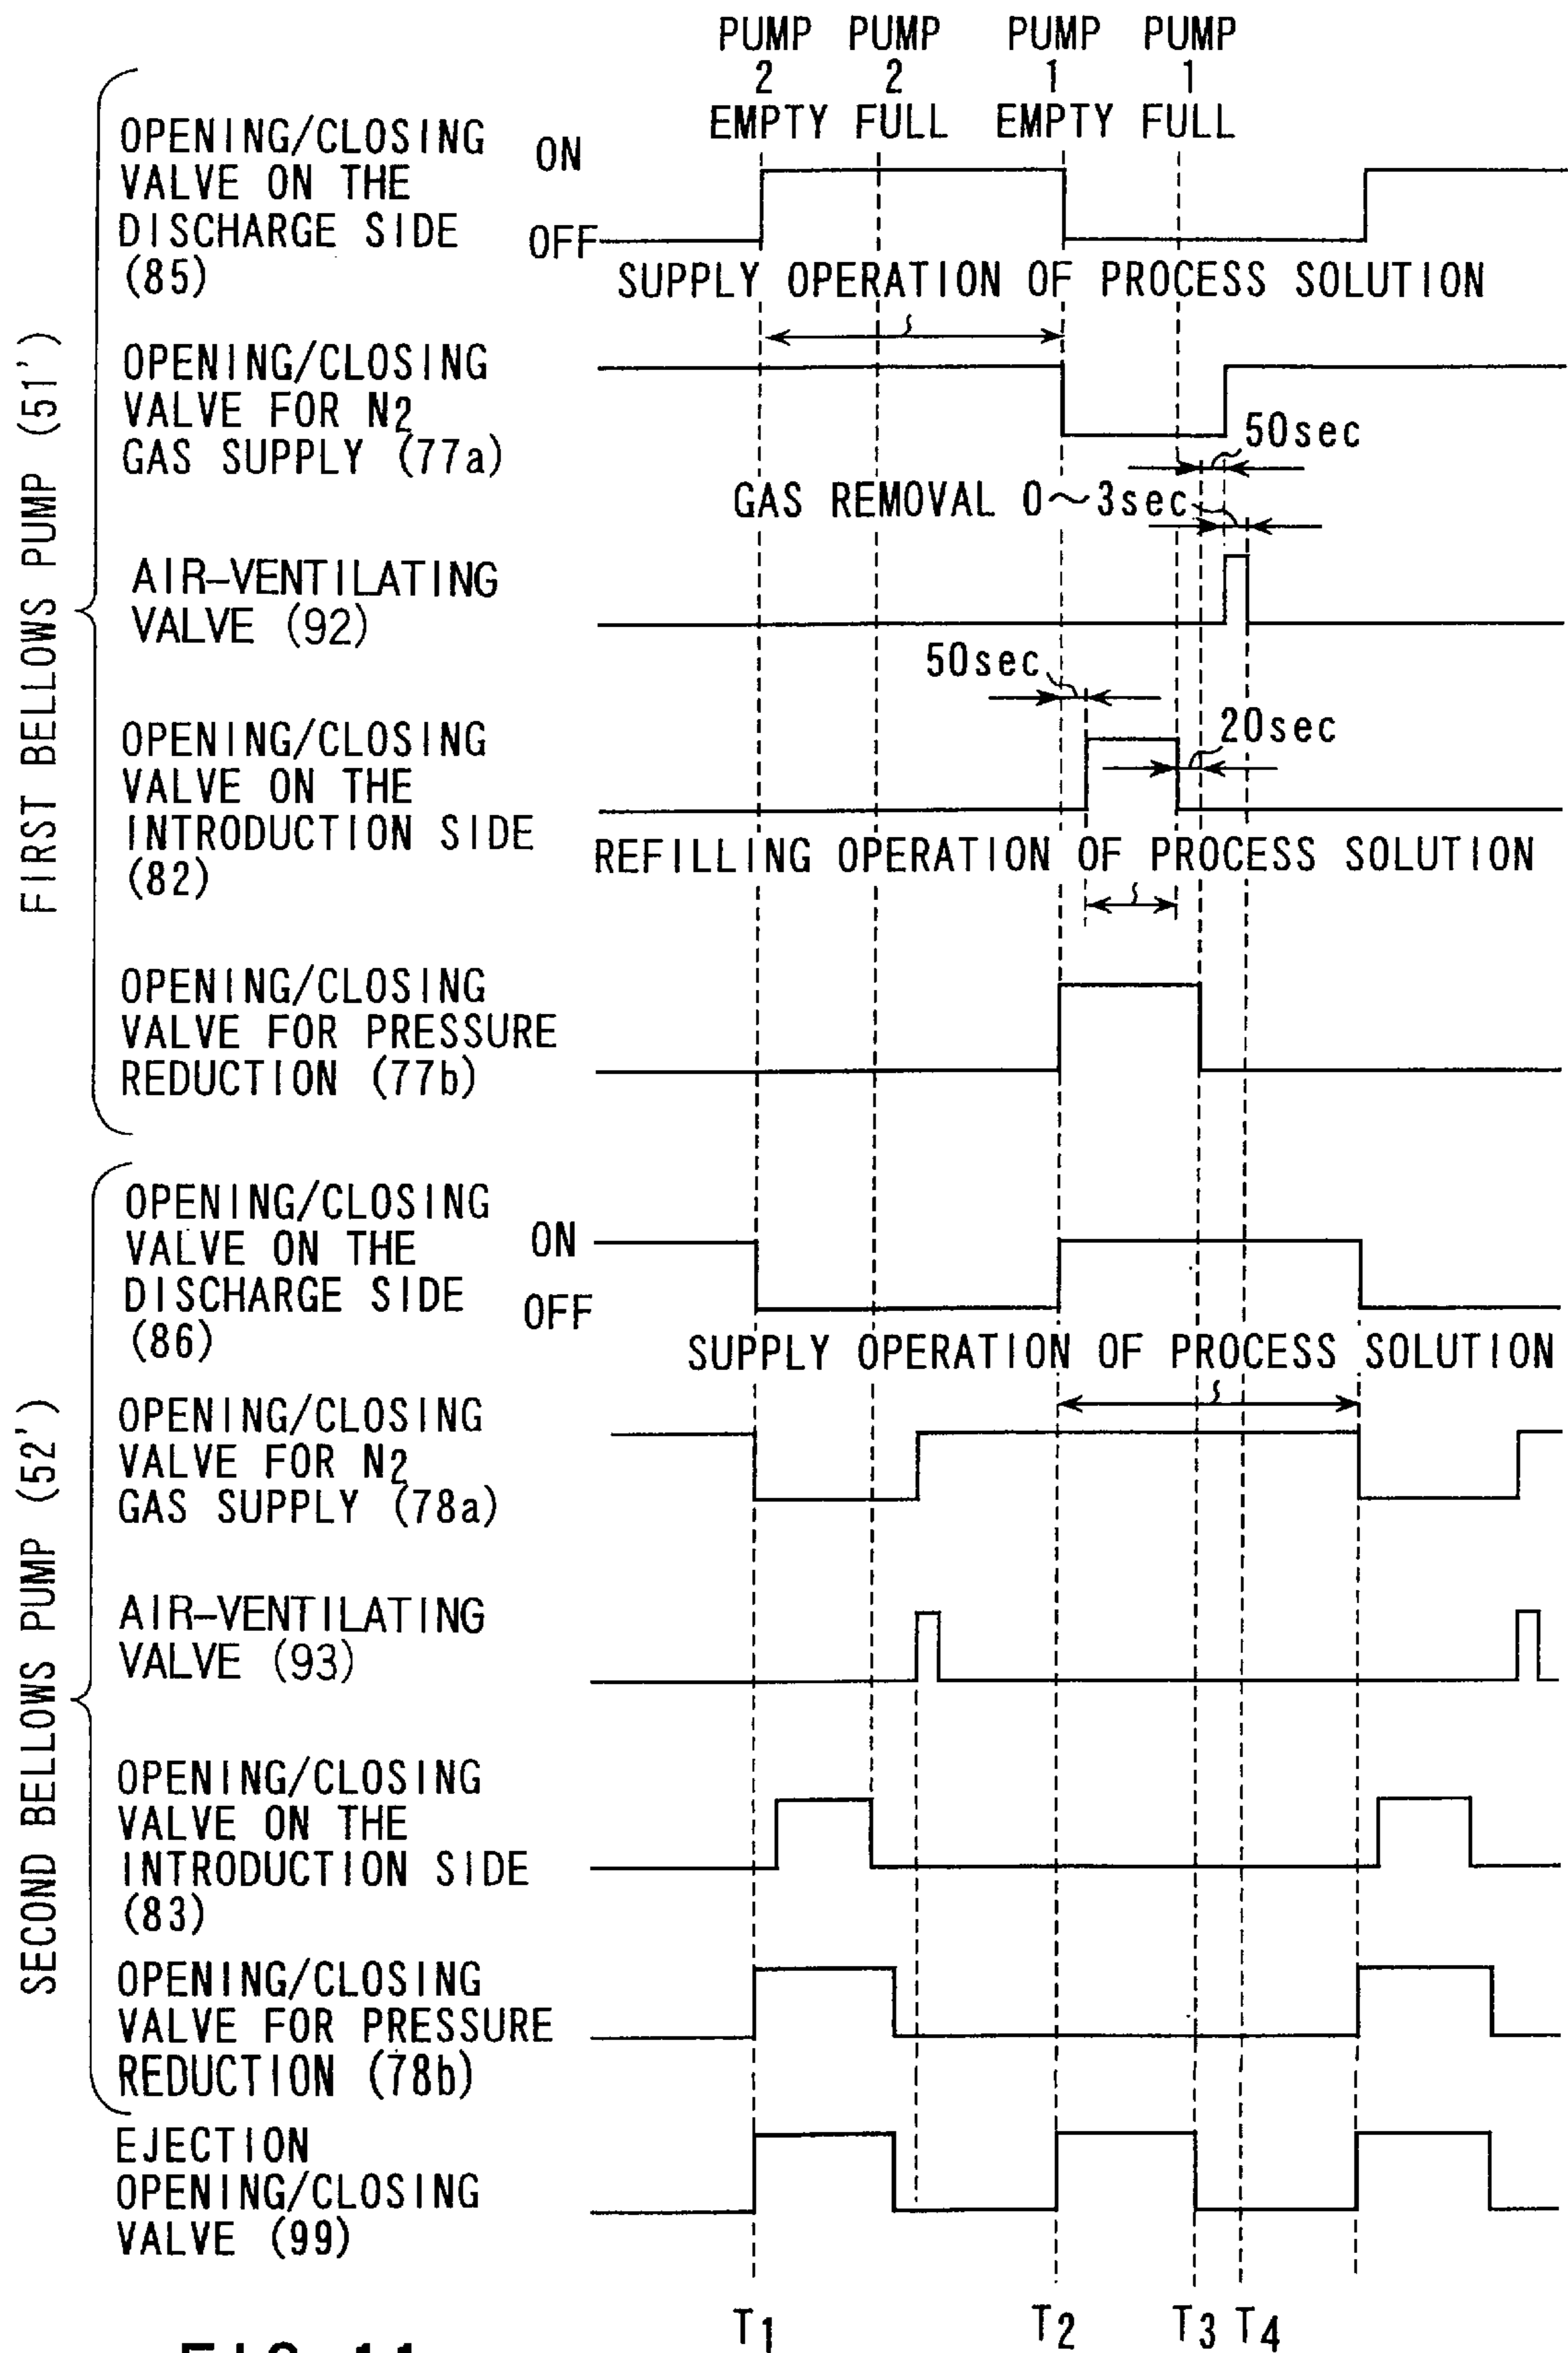 PUMP PUMP PUMP PUMP
2 2 1 1
EMPTY FULL EMPTY FULL
FIRST BELLOWS PUMP (51')
OPENING/CLOSING
VALVE ON THE
DISCHARGE SIDE
(85)
ON
OFF
SUPPLY OPERATION OF PROCESS SOLUTION
OPENING/CLOSING
VALVE FOR N2
GAS SUPPLY (77a)
50sec
GAS REMOVAL 0~3sec
AIR-VENTILATING
VALVE (92)
50sec
20sec
OPENING/CLOSING
VALVE ON THE
INTRODUCTION SIDE
(82)
REFILLING OPERATION OF PROCESS SOLUTION
OPENING/CLOSING
VALVE FOR PRESSURE
REDUCTION (77b)
SECOND BELLOWS PUMP (52')
OPENING/CLOSING
VALVE ON THE
DISCHARGE SIDE
(86)
ON
OFF
SUPPLY OPERATION OF PROCESS SOLUTION
OPENING/CLOSING
VALVE FOR N2
GAS SUPPLY (78a)
AIR-VENTILATING
VALVE (93)
OPENING/CLOSING
VALVE ON THE
INTRODUCTION SIDE
(83)
OPENING/CLOSING
VALVE FOR PRESSURE
REDUCTION (78b)
EJECTION
OPENING/CLOSING
VALVE (99)
T1 T2 T3 T4